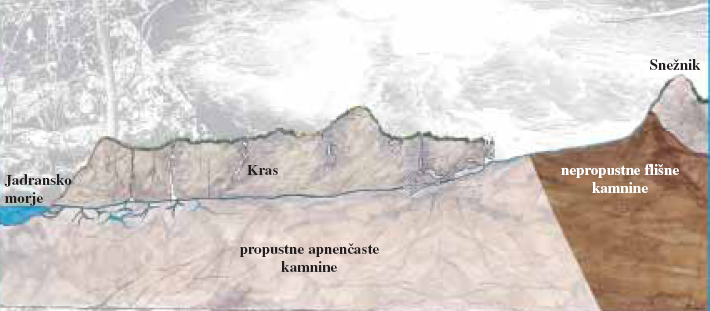 Snežnik
nepropustne flišne
kamnine
Kras
Jadransko
morje
propustne apnenčaste
kamnine